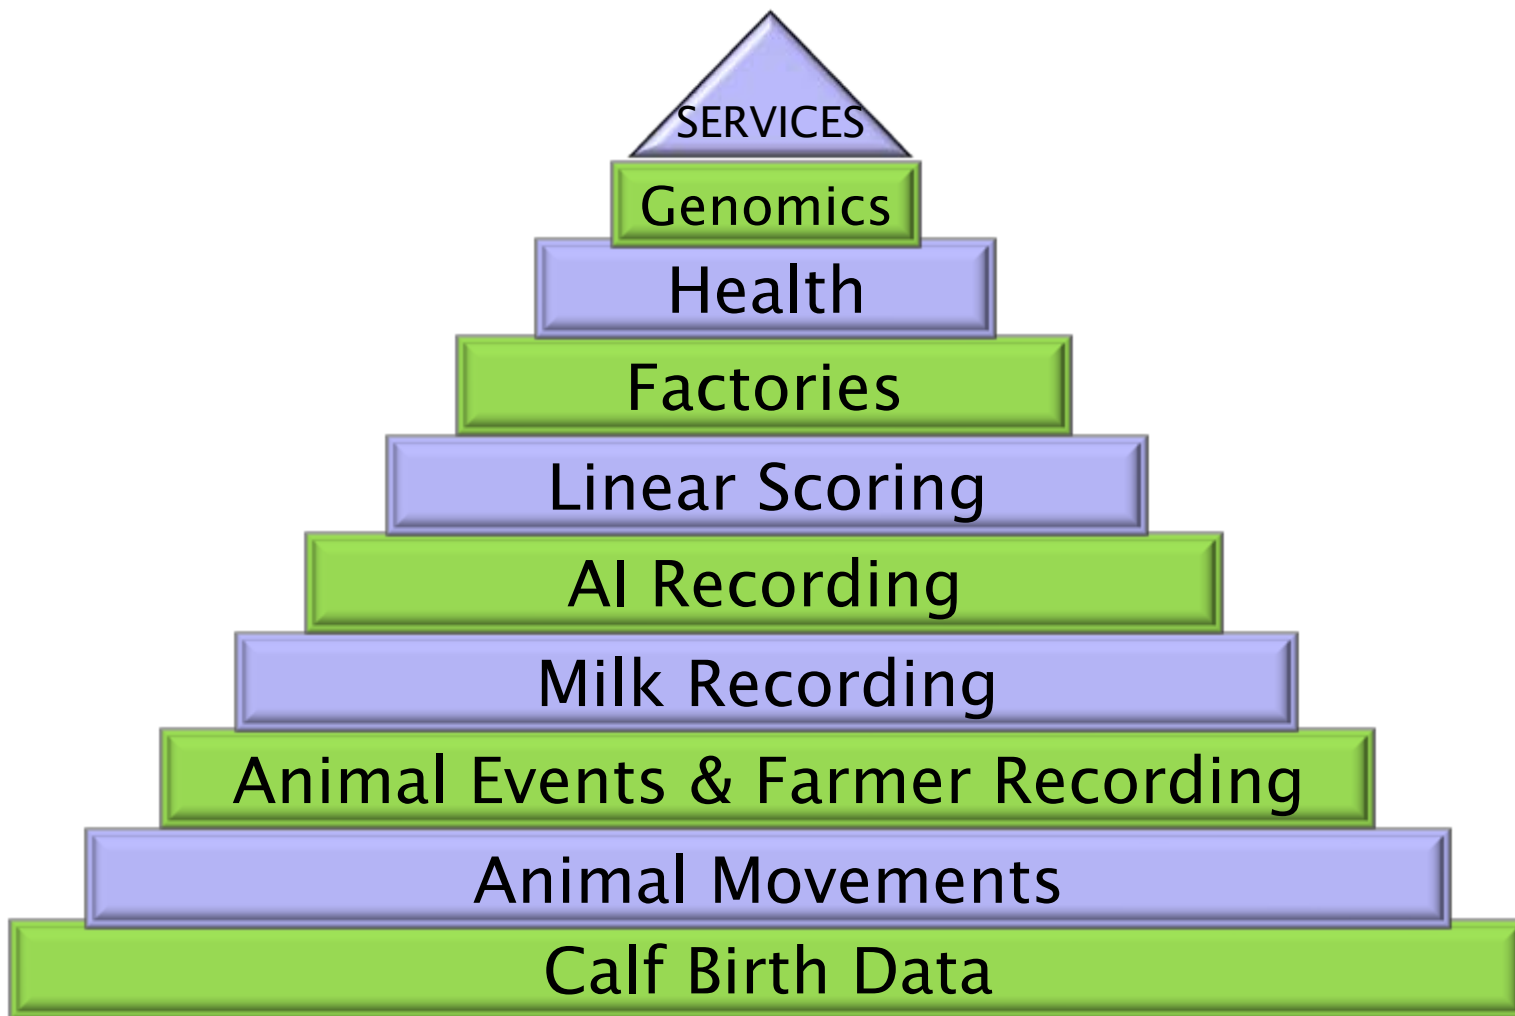 SERVICES
Genomics
Health
Factories
Linear Scoring
AI Recording
Milk Recording
Animal Events & Farmer Recording
Animal Movements
Calf Birth Data